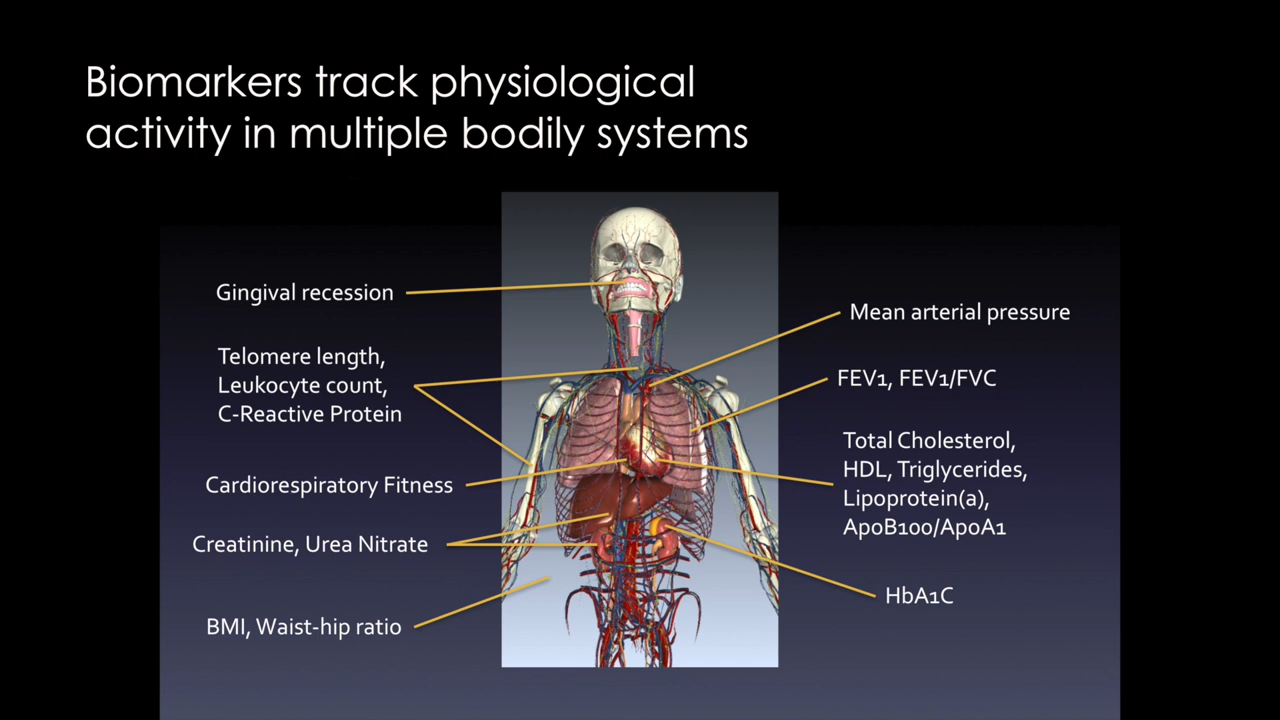 Biomarkers track physiological
activity in multiple bodily systems
Gingival recession
Telomere length,
Leukocyte count,
C-Reactive Protein
Cardiorespiratory Fitness
Creatinine, Urea Nitrate
BMI, Waist-hip ratio
Mean arterial pressure
FEV1, FEV1/FVC
Total Cholesterol,
HDL, Triglycerides,
Lipoprotein(a),
ApoB100/ApoA1
HbA1C